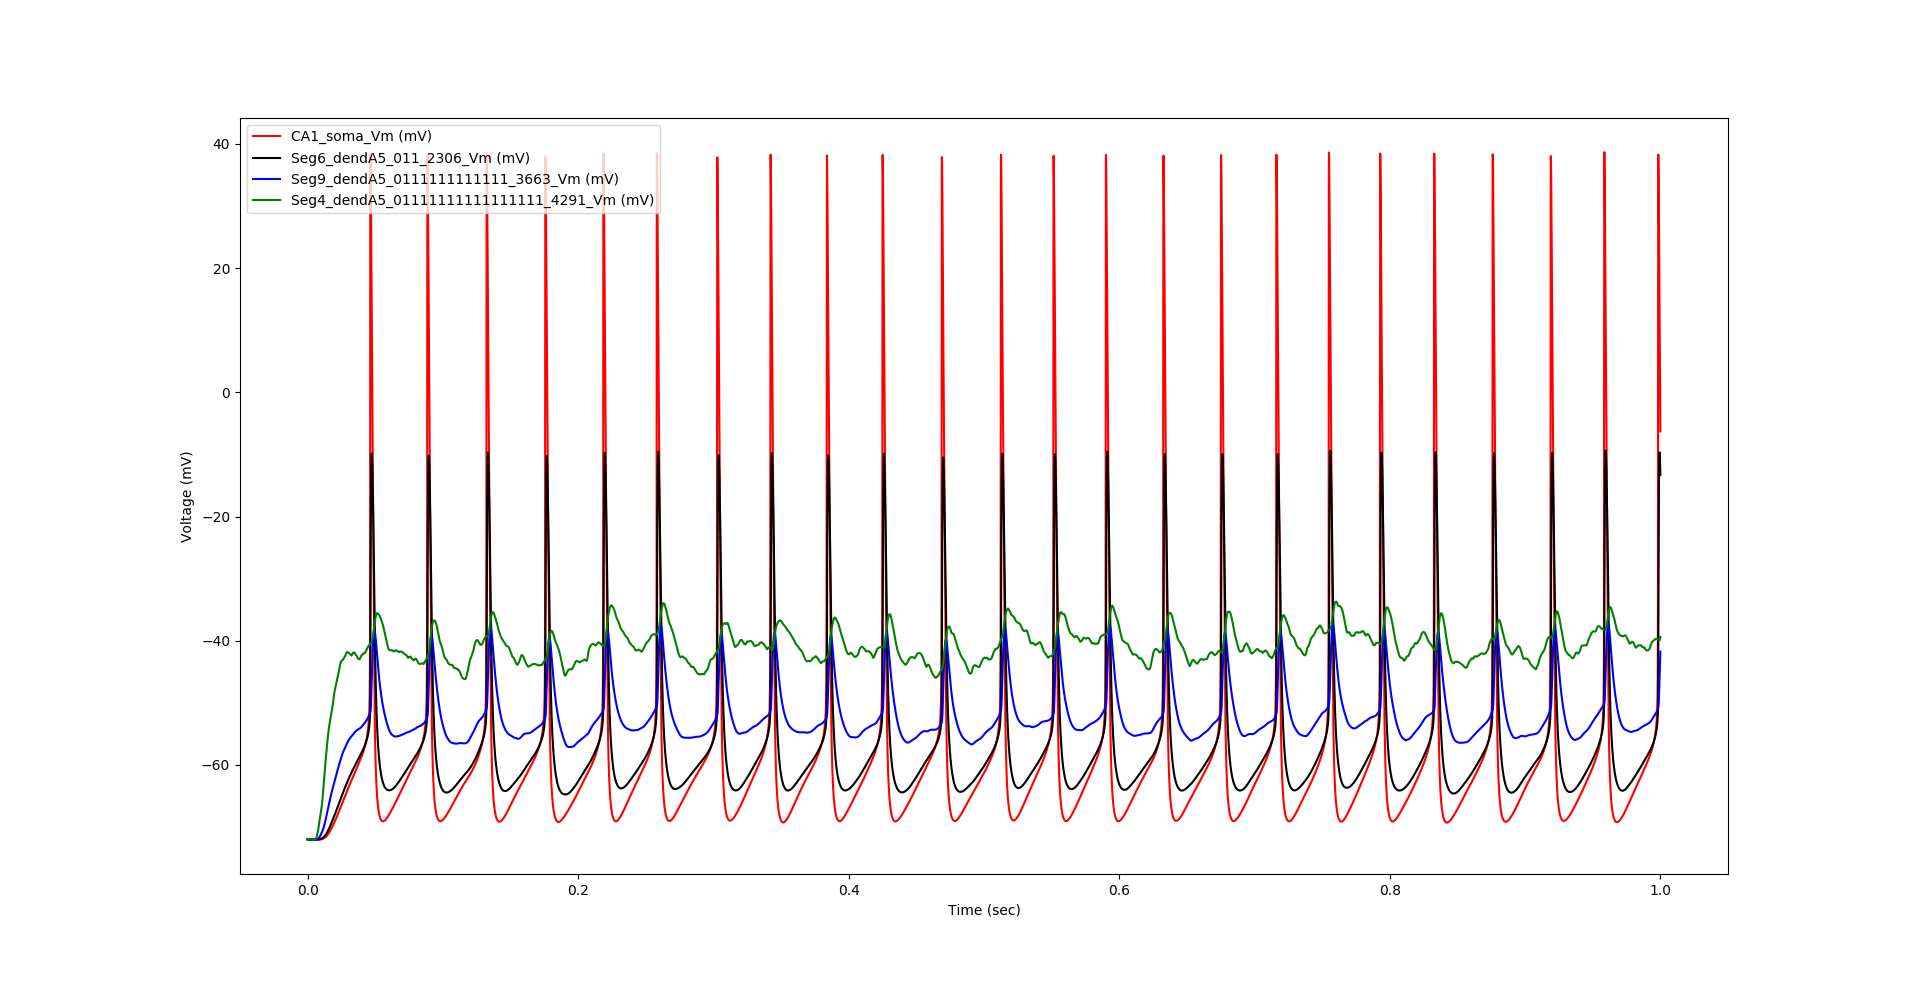 CA1_soma_Vm (mV)
Seg6_dendA5_011_2306_Vm (mV)
Seg9_dendA5_0111111111111_3663_Vm (mV)
Seg4_dendA5_01111111111111111_4291_Vm (mV)
40
20
0
−20
−40
−60
Voltage (mV)
0.0 0.2 0.4 0.6 0.8 1.0
Time (sec)